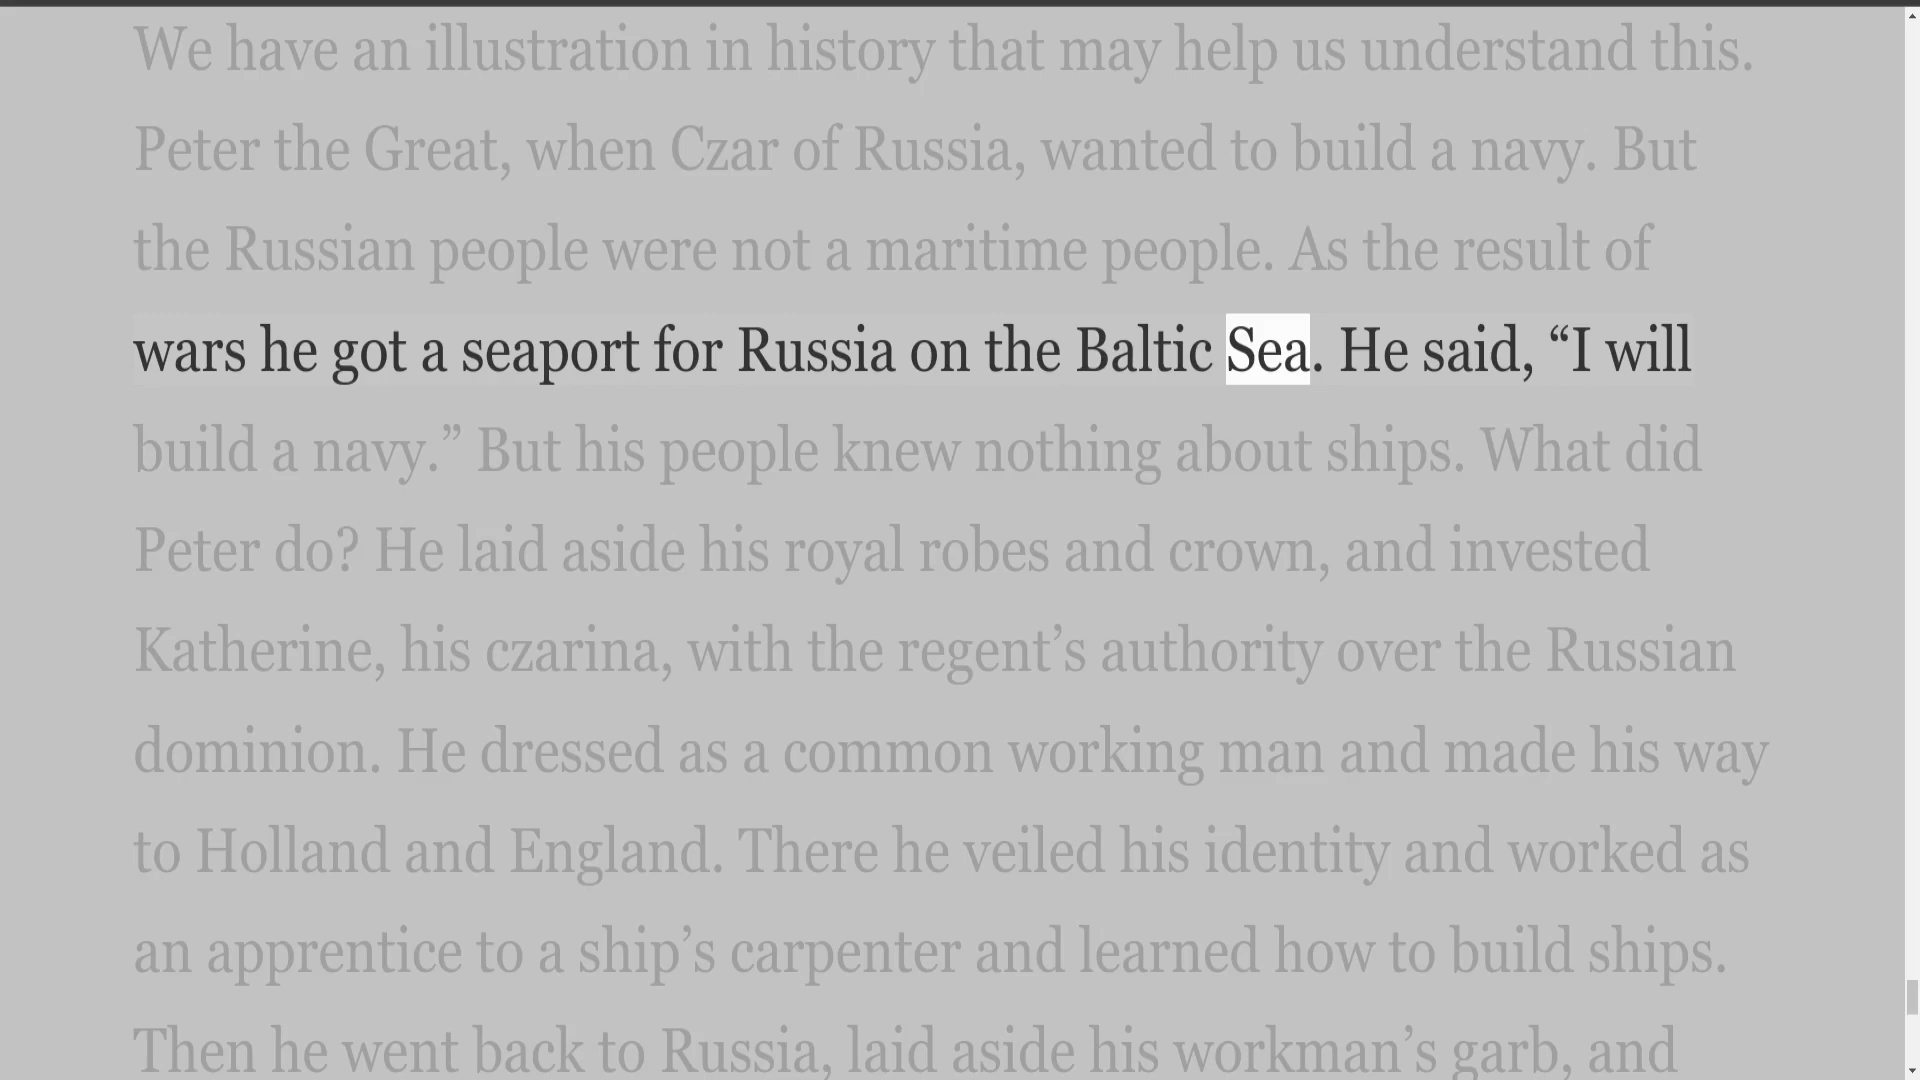 We have an illustration in history that may help us understand this.
Peter the Great, when Czar of Russia, wanted to build a navy. But
the Russian people were not a maritime people. As the result of
wars he got a seaport for Russia on the Baltic Sea. He said, “I will
build a navy.” But his people knew nothing about ships. What did
Peter do? He laid aside his royal robes and crown, and invested
Katherine, his czarina, with the regent’s authority over the Russian
dominion. He dressed as a common working man and made his way
to Holland and England. There he veiled his identity and worked as
an apprentice to a ship’s carpenter and learned how to build ships.
Then he went back to Russia, laid aside his workman’s garb, and